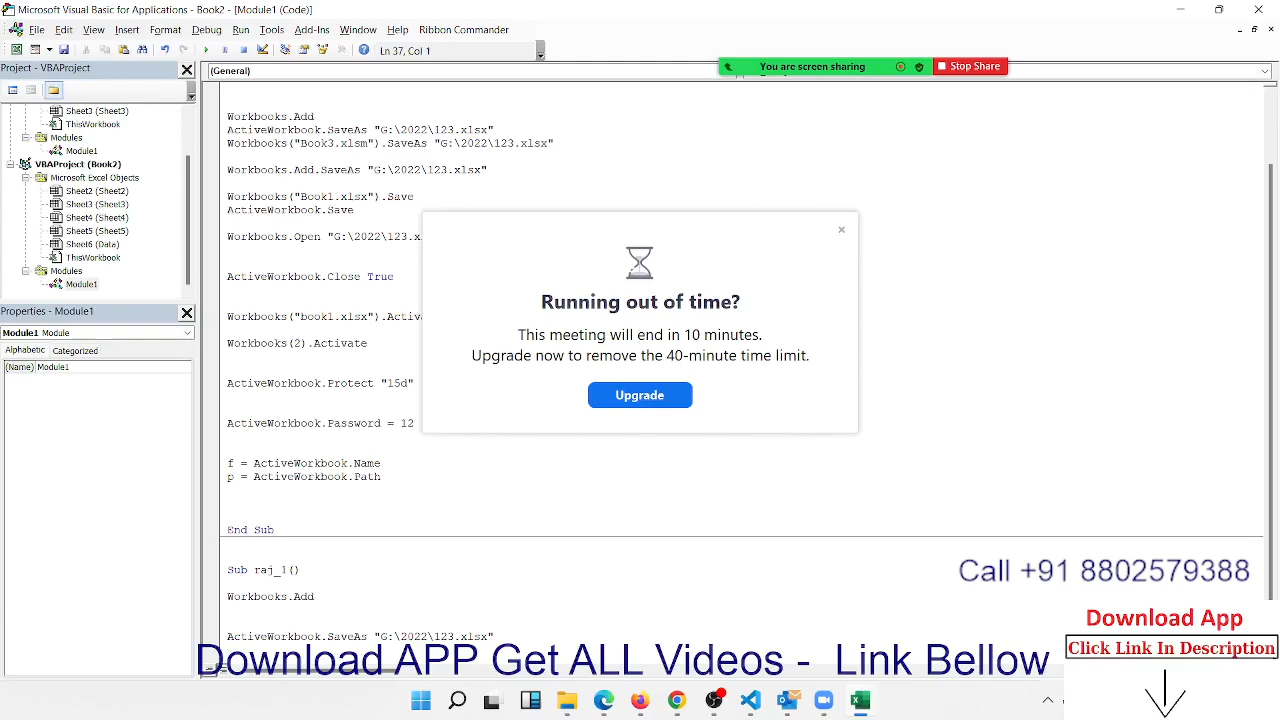 Microsoft Visual Basic for Applications - Book2 - [Module1 (Code)]
File Edit View Insert Format Debug Run Tools Add-Ins Window Help Ribbon Commander
Ln 37, Col 1
Project - VBAProject
(General)
You are screen sharing
Stop Share
Sheet3 (Sheet3)
ThisWorkbook
Modules
Module1
VBAProject (Book2)
Microsoft Excel Objects
Sheet2 (Sheet2)
Sheet3 (Sheet3)
Sheet4 (Sheet4)
Sheet5 (Sheet5)
Sheet6 (Data)
ThisWorkbook
Modules
Module1
Properties - Module1
Module1 Module
Alphabetic Categorized
(Name) Module1
Workbooks.Add
ActiveWorkbook.SaveAs "G:\2022\123.xlsx"
Workbooks("Book3.xlsm").SaveAs "G:\2022\123.xlsx"
Workbooks.Add.SaveAs "G:\2022\123.xlsx"
Workbooks("Book1.xlsx").Save
ActiveWorkbook.Save
Workbooks.Open "G:\2022\123.x
ActiveWorkbook.Close True
Workbooks("book1.xlsx").Activa
Workbooks(2).Activate
ActiveWorkbook.Protect "15d"
ActiveWorkbook.Password = 12
f = ActiveWorkbook.Name
p = ActiveWorkbook.Path
End Sub
Sub raj_1()
Workbooks.Add
ActiveWorkbook.SaveAs "G:\2022\123.xlsx"
Running out of time?
This meeting will end in 10 minutes.
Upgrade now to remove the 40-minute time limit.
Upgrade
Call +91 8802579388
Download App
Click Link In Description
Download APP Get ALL Videos - Link Bellow